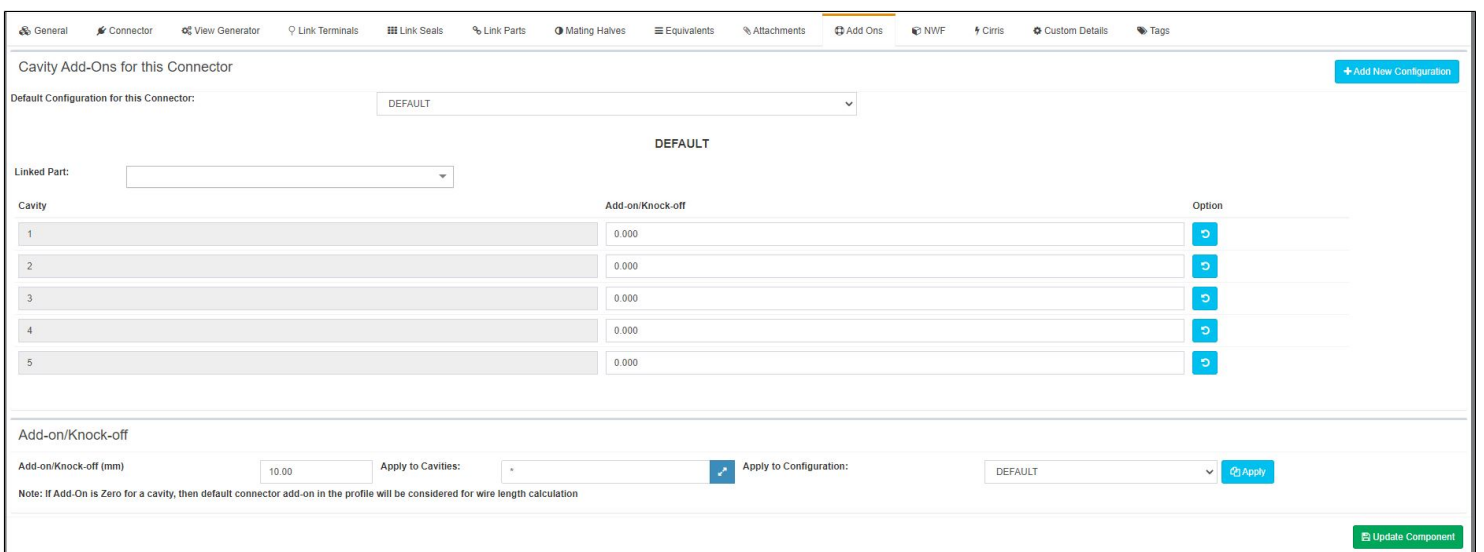 General Connector View Generator Link Terminals Link Seals Link Parts Mating Halves Equivalents Attachments Add Ons NWF Cirris Custom Details Tags
Cavity Add-Ons for this Connector
+Add New Configuration
Default Configuration for this Connector: DEFAULT
DEFAULT
Linked Part:
Cavity Add-on/Knock-off Option
1 0.000
2 0.000
3 0.000
4 0.000
5 0.000
Add-on/Knock-off
Add-on/Knock-off (mm) 10.00 Apply to Cavities: * Apply to Configuration: DEFAULT Apply
Note: If Add-On is Zero for a cavity, then default connector add-on in the profile will be considered for wire length calculation
Update Component